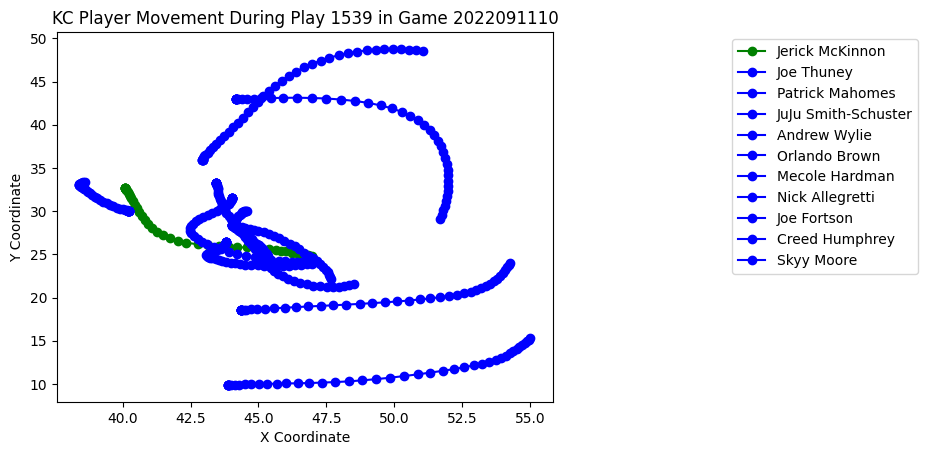 KC Player Movement During Play 1539 in Game 2022091110
50
45
40
35
30
25
20
15
10
Y Coordinate
40.0 42.5 45.0 47.5 50.0 52.5 55.0
X Coordinate
Jerick McKinnon
Joe Thuney
Patrick Mahomes
JuJu Smith-Schuster
Andrew Wylie
Orlando Brown
Mecole Hardman
Nick Allegretti
Joe Fortson
Creed Humphrey
Skyy Moore